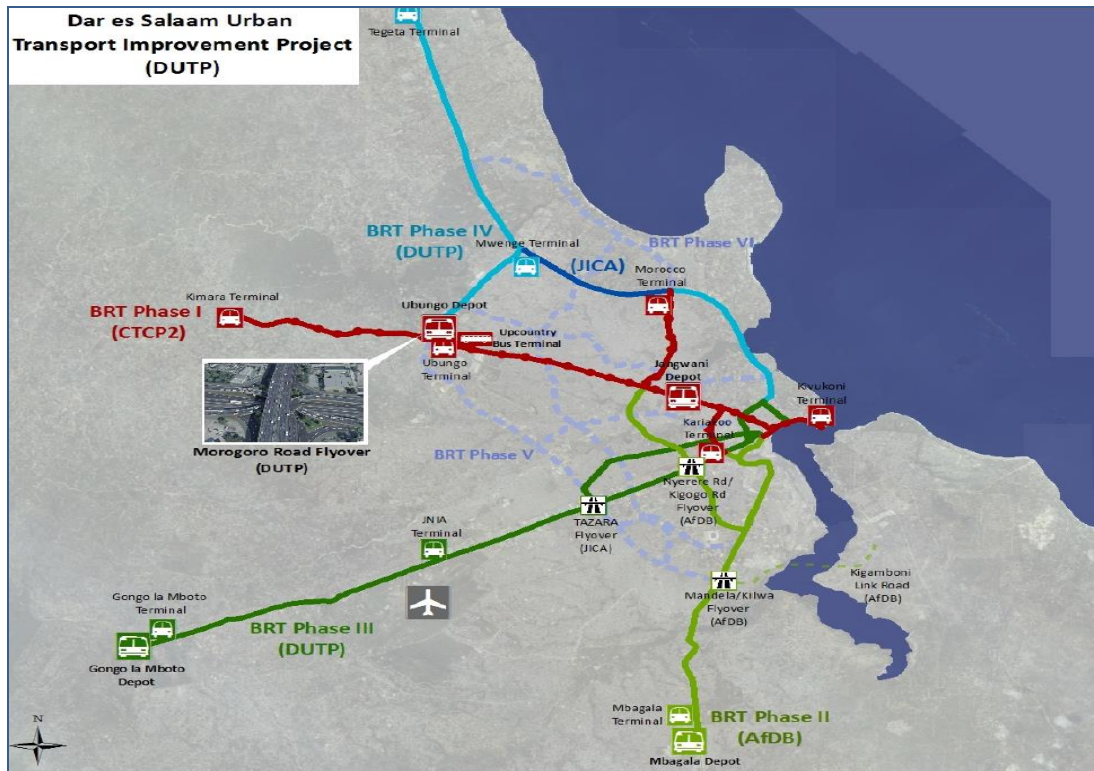 Dar es Salaam Urban
Transport Improvement Project
(DUTP)
Tegeta Terminal
BRT Phase IV
(DUTP)
Mwenge Terminal
(JICA)
BRT Phase VI
Morocco
Terminal
Kimara Terminal
BRT Phase I
(CTCP2)
Ubungo Depot
Upcountry
Bus Terminal
Ubungo
Terminal
Jangwani
Depot
Kivukoni
Terminal
Kariakoo
Terminal
Morogoro Road Flyover
(DUTP)
BRT Phase V
Nyerere Rd/
Kigogo Rd
Flyover
(AfDB)
TAZARA
Flyover
(JICA)
JNIA
Terminal
Kigamboni
Link Road
(AfDB)
Mandela/Kilwa
Flyover
(AfDB)
Gongo la Mboto
Terminal
BRT Phase III
(DUTP)
Gongo la Mboto
Depot
Mbagala
Terminal
BRT Phase II
(AfDB)
Mbagala Depot
N